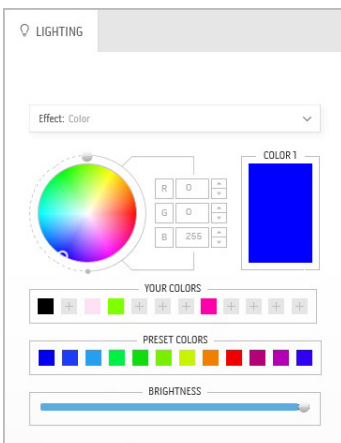 LIGHTING
Effect: Color
COLOR 1
R 0
G 0
B 255
YOUR COLORS
PRESET COLORS
BRIGHTNESS